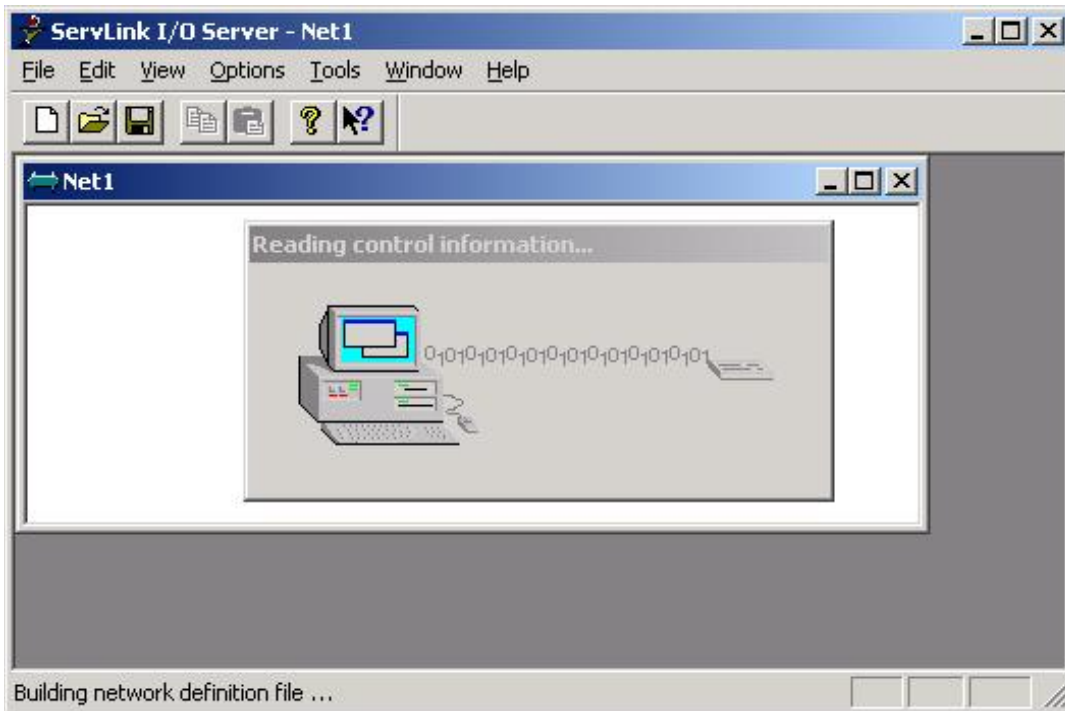 ServLink I/O Server - Net1
File Edit View Options Tools Window Help
Net1
Reading control information...
0101010101010101010101010101
Building network definition file ...